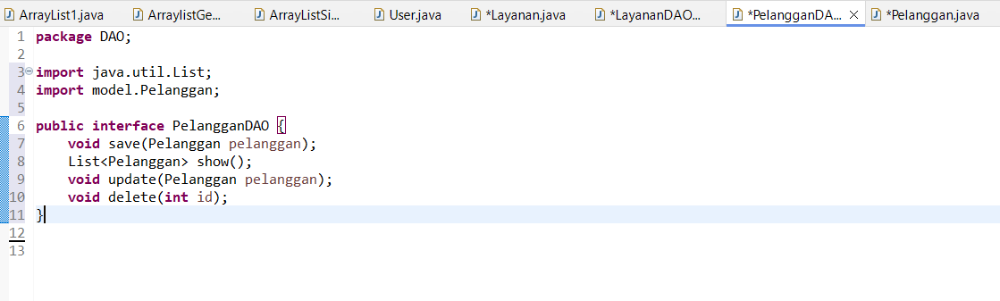 ArrayList1.java ArraylistGe... ArrayListSi... User.java *Layanan.java *LayananDAO... *PelangganDA... *Pelanggan.java
1 package DAO;
2
3 import java.util.List;
4 import model.Pelanggan;
5
6 public interface PelangganDAO {
7 void save(Pelanggan pelanggan);
8 List<Pelanggan> show();
9 void update(Pelanggan pelanggan);
10 void delete(int id);
11 }
12
13